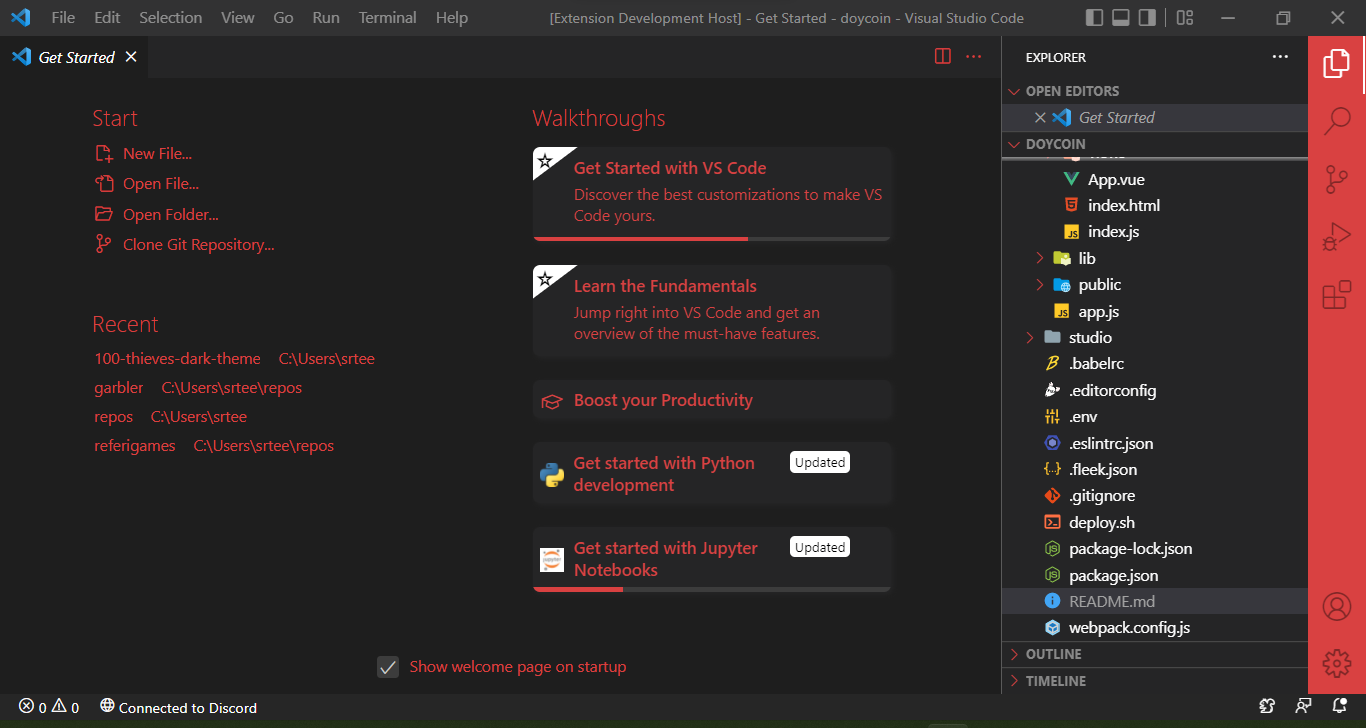 File Edit Selection View Go Run Terminal Help [Extension Development Host] - Get Started - doycoin - Visual Studio Code
Get Started
Start
New File...
Open File...
Open Folder...
Clone Git Repository...
Recent
100-thieves-dark-theme C:\Users\srtee
garbler C:\Users\srtee\repos
repos C:\Users\srtee
referigames C:\Users\srtee\repos
Walkthroughs
Get Started with VS Code
Discover the best customizations to make VS
Code yours.
Learn the Fundamentals
Jump right into VS Code and get an
overview of the must-have features.
Boost your Productivity
Get started with Python
development
Updated
Get started with Jupyter
Notebooks
Updated
Show welcome page on startup
EXPLORER
OPEN EDITORS
Get Started
DOYCOIN
App.vue
index.html
index.js
lib
public
app.js
studio
.babelrc
.editorconfig
.env
.eslintrc.json
.fleek.json
.gitignore
deploy.sh
package-lock.json
package.json
README.md
webpack.config.js
OUTLINE
TIMELINE
0 0 Connected to Discord